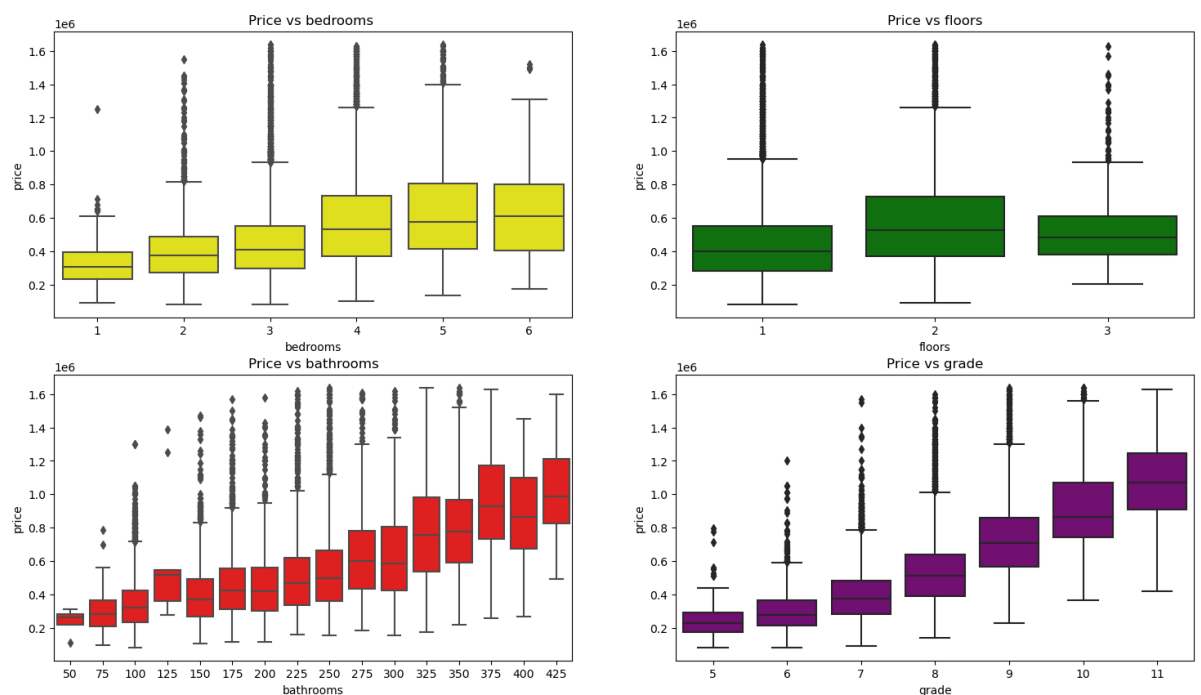 Price vs bedrooms
1e6
price
1.6
1.4
1.2
1.0
0.8
0.6
0.4
0.2
1 2 3 4 5 6
bedrooms
Price vs floors
1e6
price
1.6
1.4
1.2
1.0
0.8
0.6
0.4
0.2
1 2 3
floors
Price vs bathrooms
1e6
price
1.6
1.4
1.2
1.0
0.8
0.6
0.4
0.2
50 75 100 125 150 175 200 225 250 275 300 325 350 375 400 425
bathrooms
Price vs grade
1e6
price
1.6
1.4
1.2
1.0
0.8
0.6
0.4
0.2
5 6 7 8 9 10 11
grade